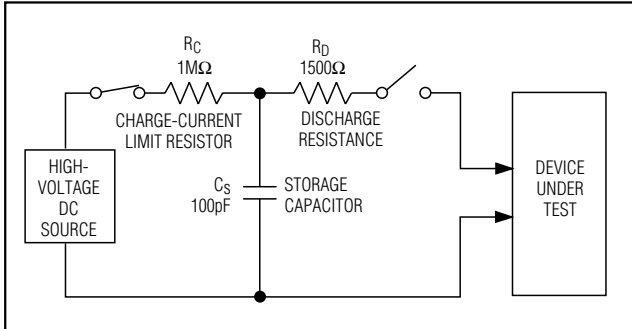 RC
1MΩ
CHARGE-CURRENT
LIMIT RESISTOR
RD
1500Ω
DISCHARGE
RESISTANCE
HIGH-
VOLTAGE
DC
SOURCE
CS
100pF
STORAGE
CAPACITOR
DEVICE
UNDER
TEST